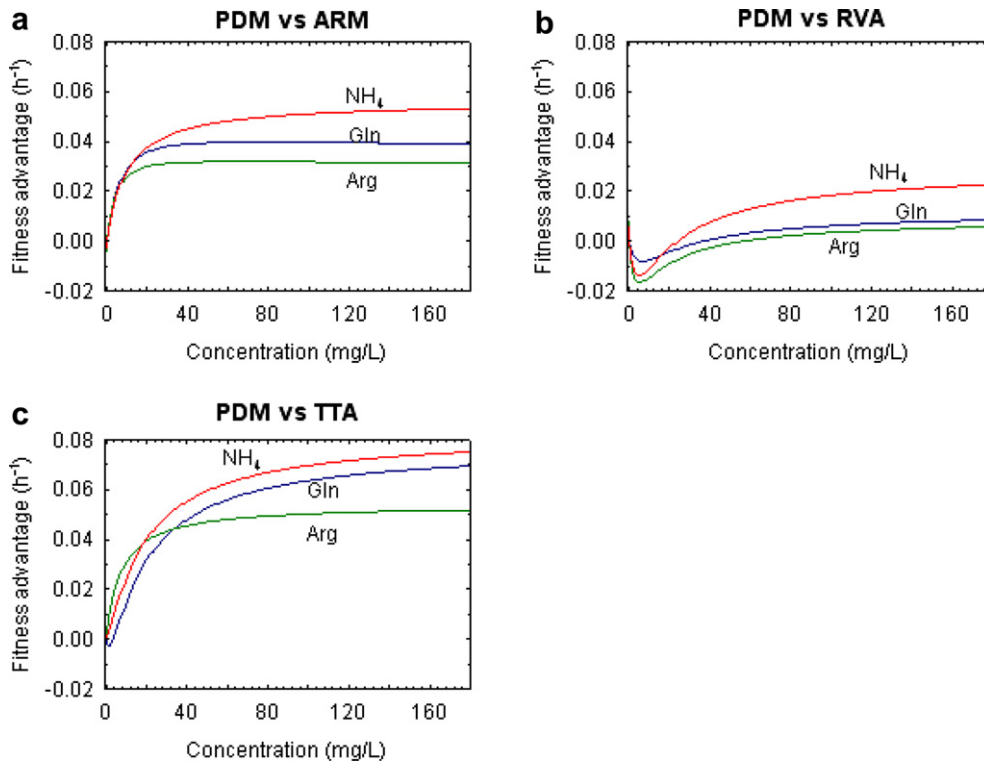 a
PDM vs ARM
0.08
0.06
0.04
0.02
0.00
-0.02
Fitness advantage (h⁻¹)
NH₄
Gln
Arg
0 40 80 120 160
Concentration (mg/L)
b
PDM vs RVA
0.08
0.06
0.04
0.02
0.00
-0.02
Fitness advantage (h⁻¹)
NH₄
Gln
Arg
0 40 80 120 160
Concentration (mg/L)
c
PDM vs TTA
0.08
0.06
0.04
0.02
0.00
-0.02
Fitness advantage (h⁻¹)
NH₄
Gln
Arg
0 40 80 120 160
Concentration (mg/L)